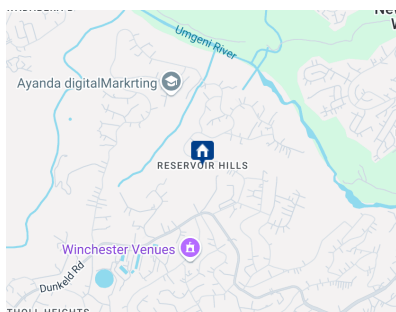 Umgeni River
Ayanda digitalMarkrting
RESERVOIR HILLS
Winchester Venues
Dunkeld Rd